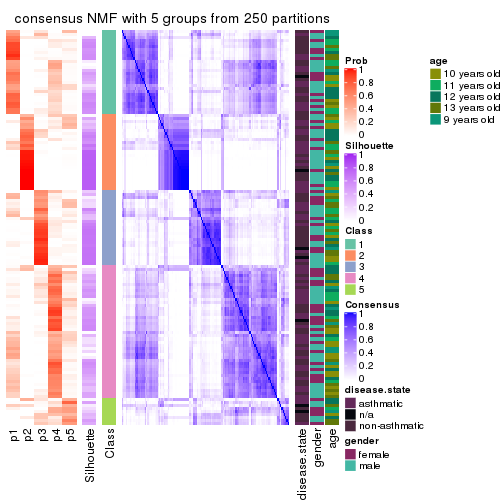 consensus NMF with 5 groups from 250 partitions
Prob
1
0.8
0.6
0.4
0.2
0
Silhouette
1
0.8
0.6
0.4
0.2
0
Class
1
2
3
4
5
Consensus
1
0.8
0.6
0.4
0.2
0
disease.state
asthmatic
n/a
non-asthmatic
gender
female
male
age
10 years old
11 years old
12 years old
13 years old
9 years old
p1
p2
p3
p4
p5
Silhouette
Class
disease.state
gender
age